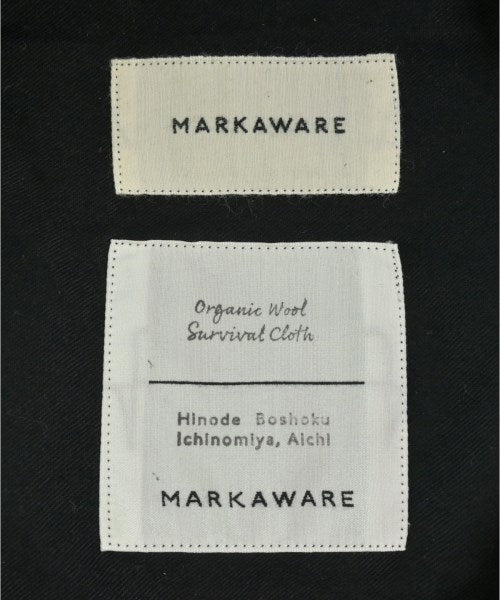 MARKAWARE
Organic Wool
Survival Cloth
Hinode Boshoku
Ichinomiya, Aichi
MARKAWARE